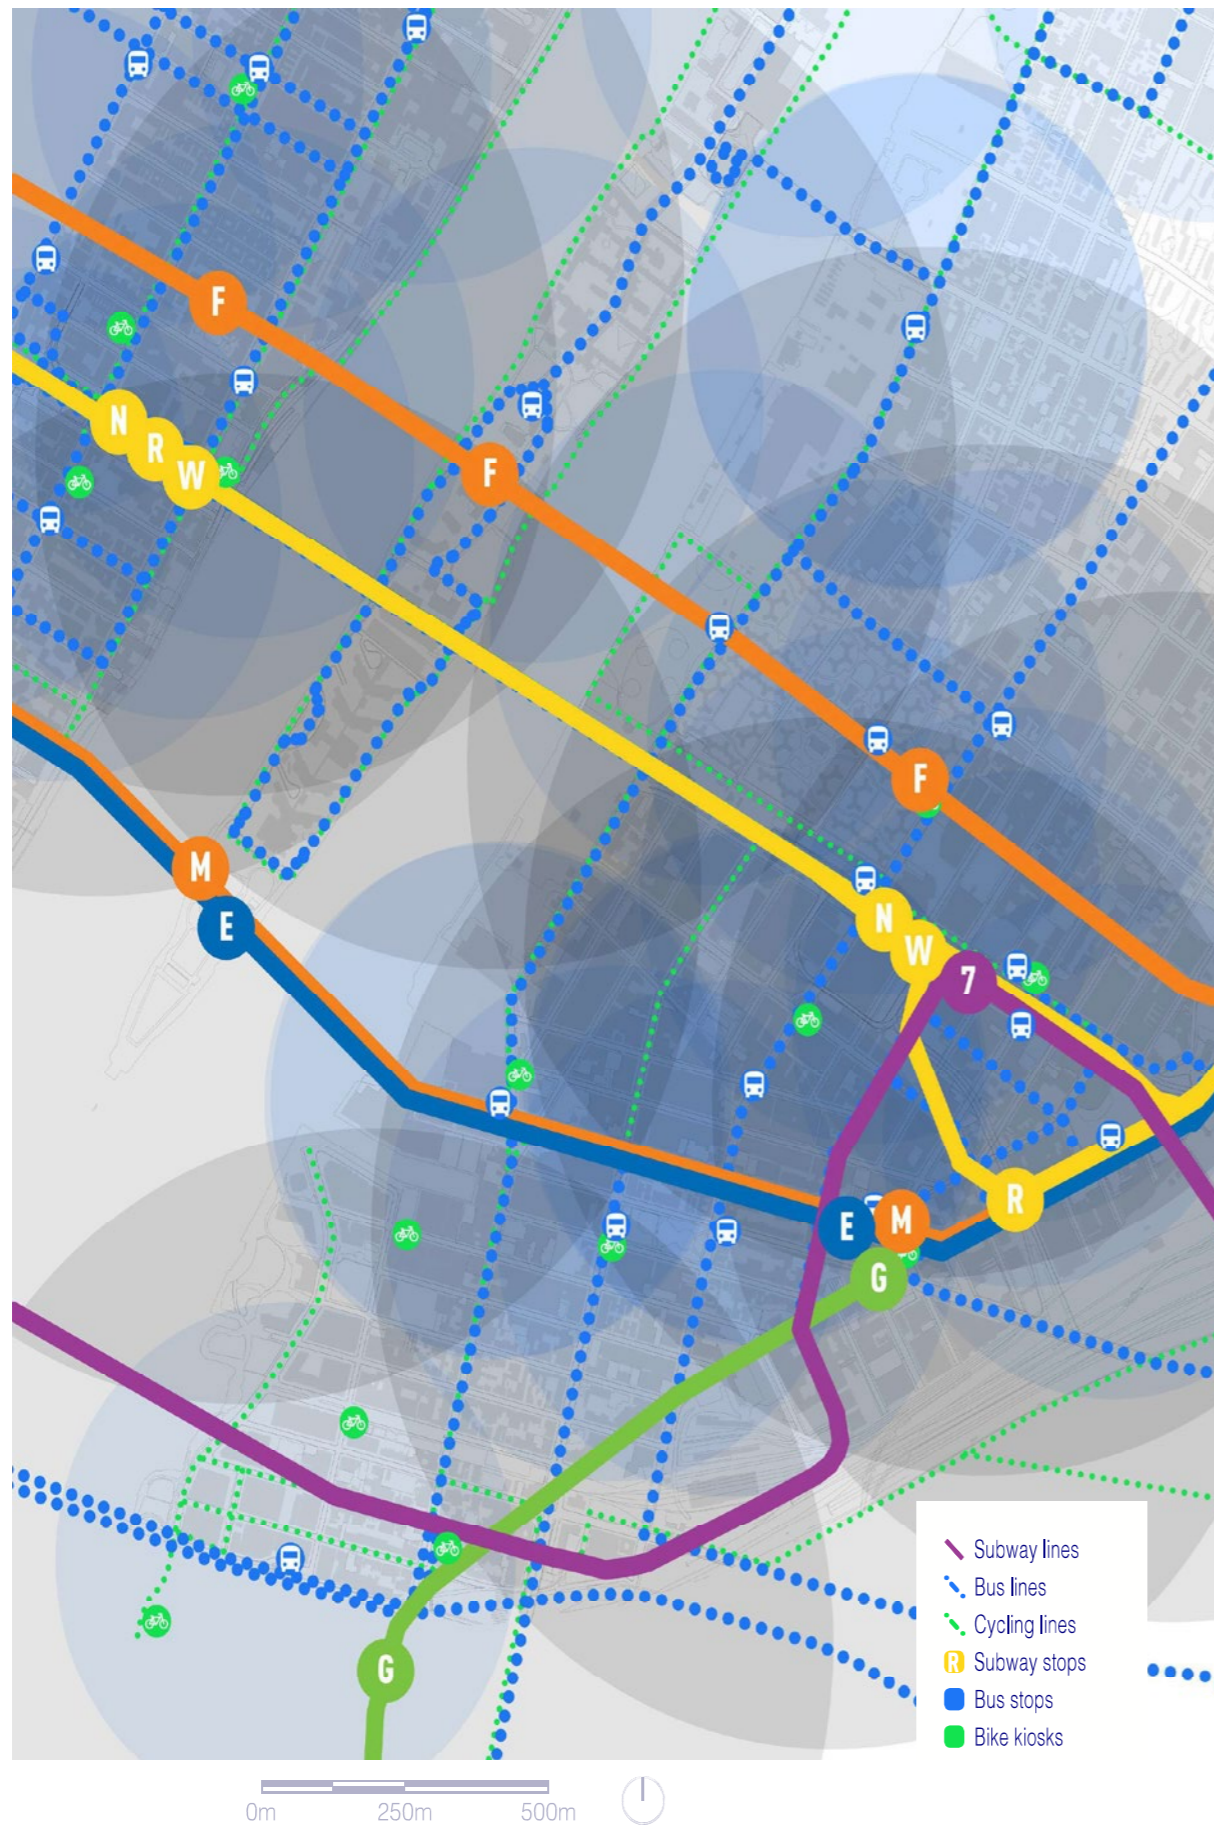 F
N
R
W
F
F
M
E
N
W
7
R
E
M
G
G
Subway lines
Bus lines
Cycling lines
R Subway stops
Bus stops
Bike kiosks
0m 250m 500m